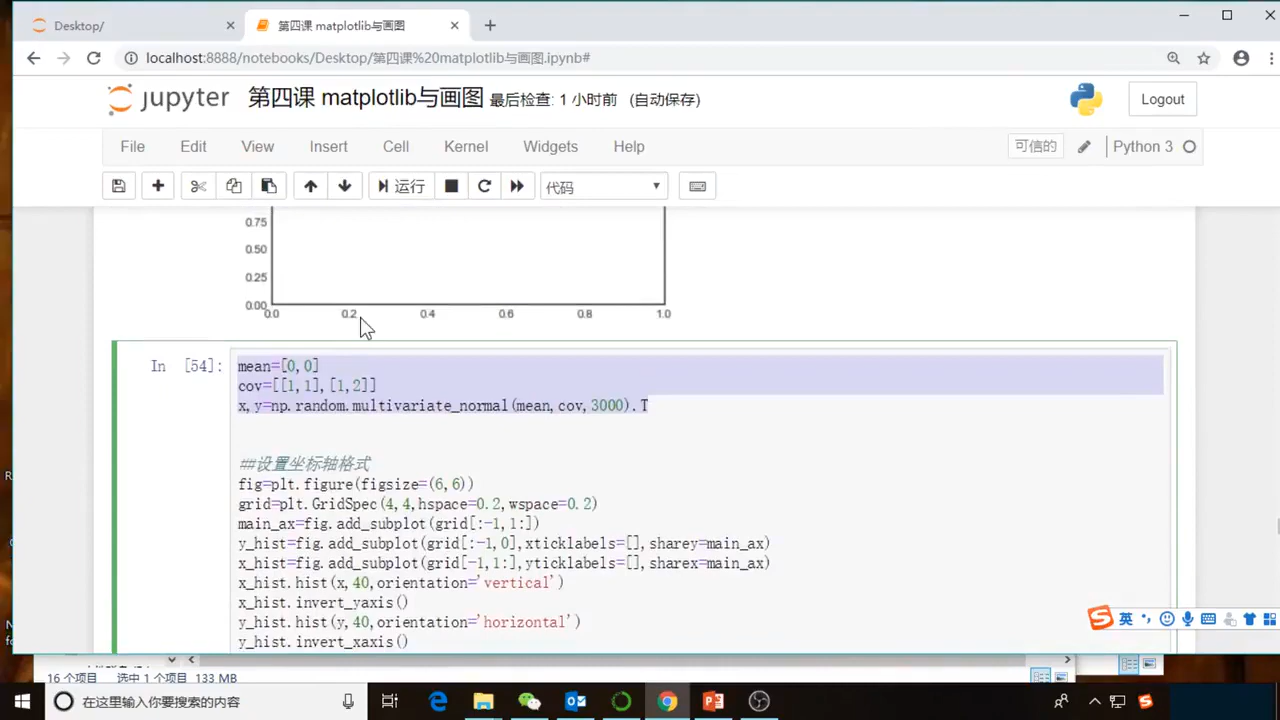 Desktop/
第四课 matplotlib与画图
localhost:8888/notebooks/Desktop/第四课%20matplotlib与画图.ipynb#
jupyter 第四课 matplotlib与画图 最后检查: 1 小时前 (自动保存)
Logout
File Edit View Insert Cell Kernel Widgets Help
可信的 Python 3
运行 代码
0.75
0.50
0.25
0.00
0.0 0.2 0.4 0.6 0.8 1.0
In [54]:
mean=[0,0]
cov=[[1,1],[1,2]]
x,y=np.random.multivariate_normal(mean,cov,3000).T
##设置坐标轴格式
fig=plt.figure(figsize=(6,6))
grid=plt.GridSpec(4,4,hspace=0.2,wspace=0.2)
main_ax=fig.add_subplot(grid[:-1,1:])
y_hist=fig.add_subplot(grid[:-1,0],xticklabels=[],sharey=main_ax)
x_hist=fig.add_subplot(grid[-1,1:],yticklabels=[],sharex=main_ax)
x_hist.hist(x,40,orientation='vertical')
x_hist.invert_yaxis()
y_hist.hist(y,40,orientation='horizontal')
y_hist.invert_xaxis()
英
16 个项目 选中 1 个项目 133 MB
在这里输入你要搜索的内容